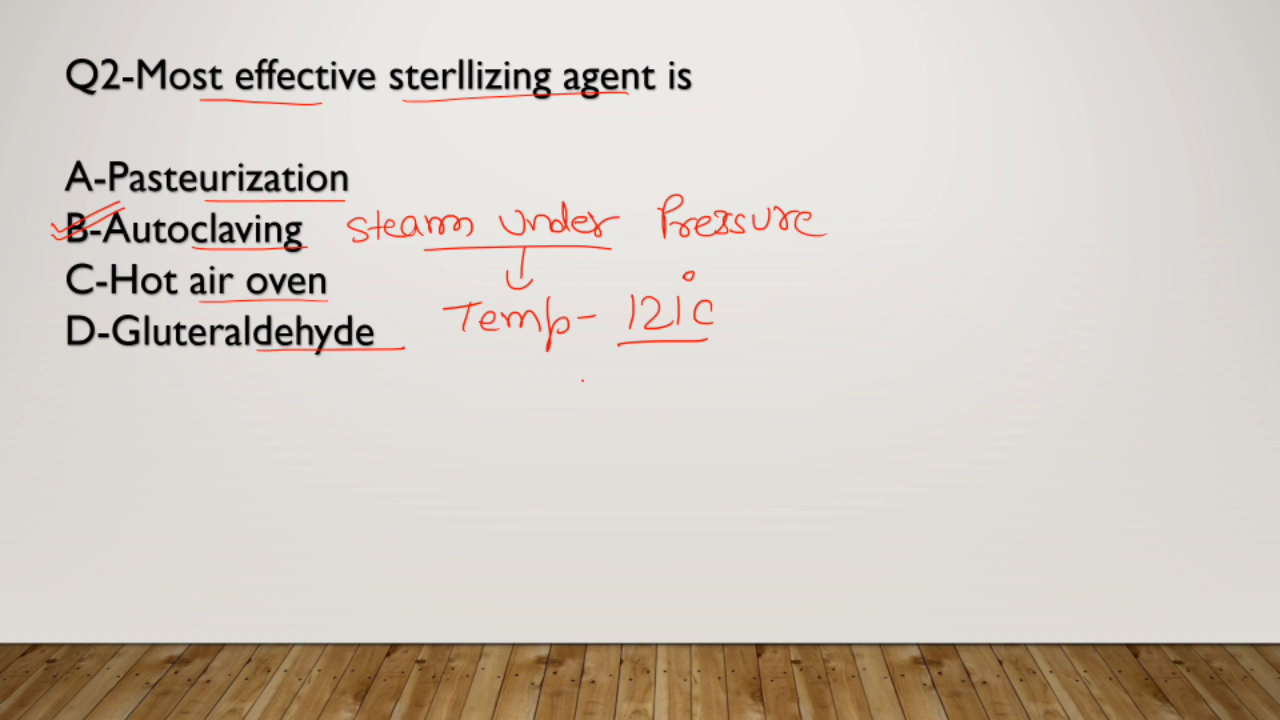 Q2-Most effective sterllizing agent is
A-Pasteurization
B-Autoclaving steam under Pressure
C-Hot air oven
Temp- 121°C
D-Gluteraldehyde